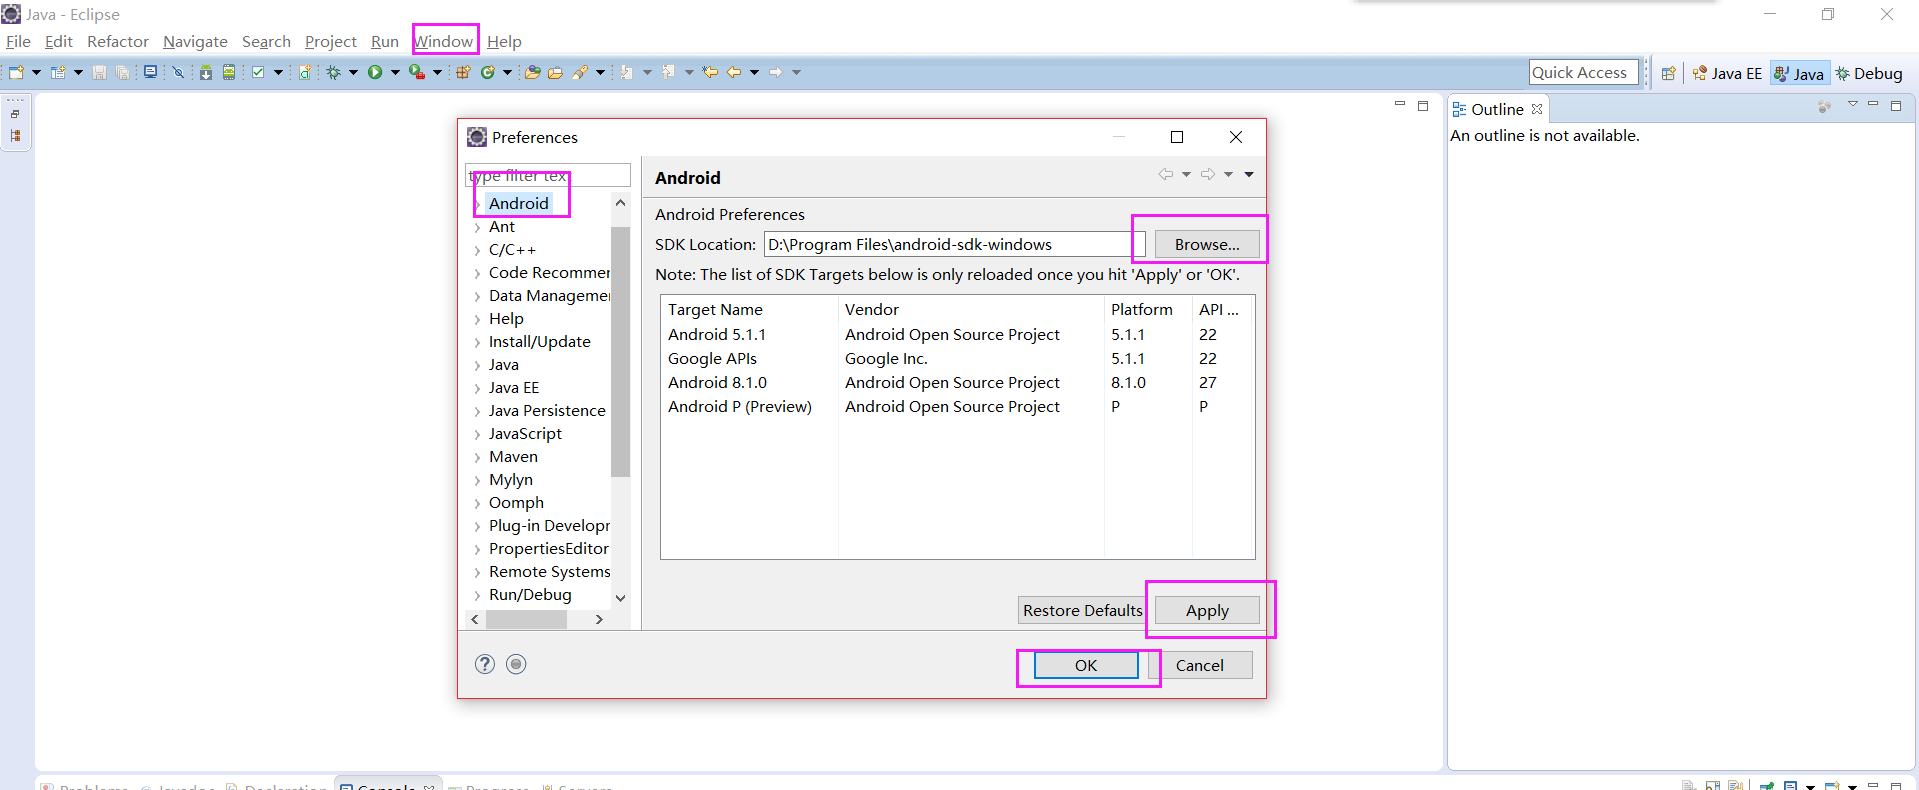 Java - Eclipse
File Edit Refactor Navigate Search Project Run Window Help
Quick Access Java EE Java Debug
Outline
An outline is not available.
Preferences
type filter tex
Android
Ant
C/C++
Code Recommer
Data Manageme
Help
Install/Update
Java
Java EE
Java Persistence
JavaScript
Maven
Mylyn
Oomph
Plug-in Developr
PropertiesEditor
Remote Systems
Run/Debug
Android
Android Preferences
SDK Location: D:\Program Files\android-sdk-windows Browse...
Note: The list of SDK Targets below is only reloaded once you hit 'Apply' or 'OK'.
Target Name Vendor Platform API ...
Android 5.1.1 Android Open Source Project 5.1.1 22
Google APIs Google Inc. 5.1.1 22
Android 8.1.0 Android Open Source Project 8.1.0 27
Android P (Preview) Android Open Source Project P P
Restore Defaults Apply
OK Cancel
Problems @ Javadoc Declaration Console Progress Servers